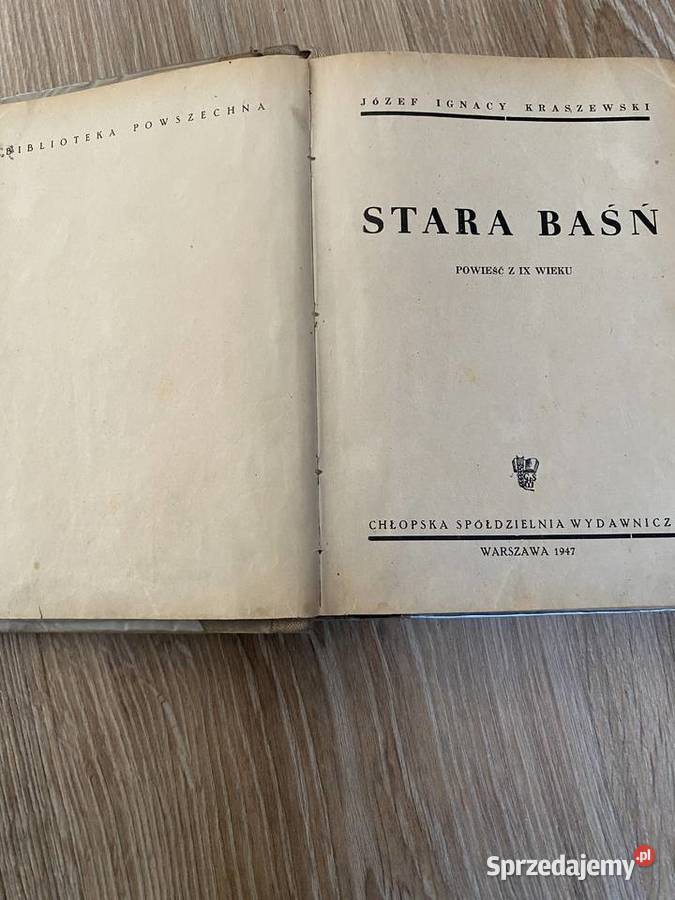 BIBLIOTEKA POWSZECHNA
JÓZEF IGNACY KRASZEWSKI
STARA BAŚŃ
POWIEŚĆ Z IX WIEKU
CHŁOPSKA SPÓŁDZIELNIA WYDAWNICZ
WARSZAWA 1947
Sprzedajemy.pl